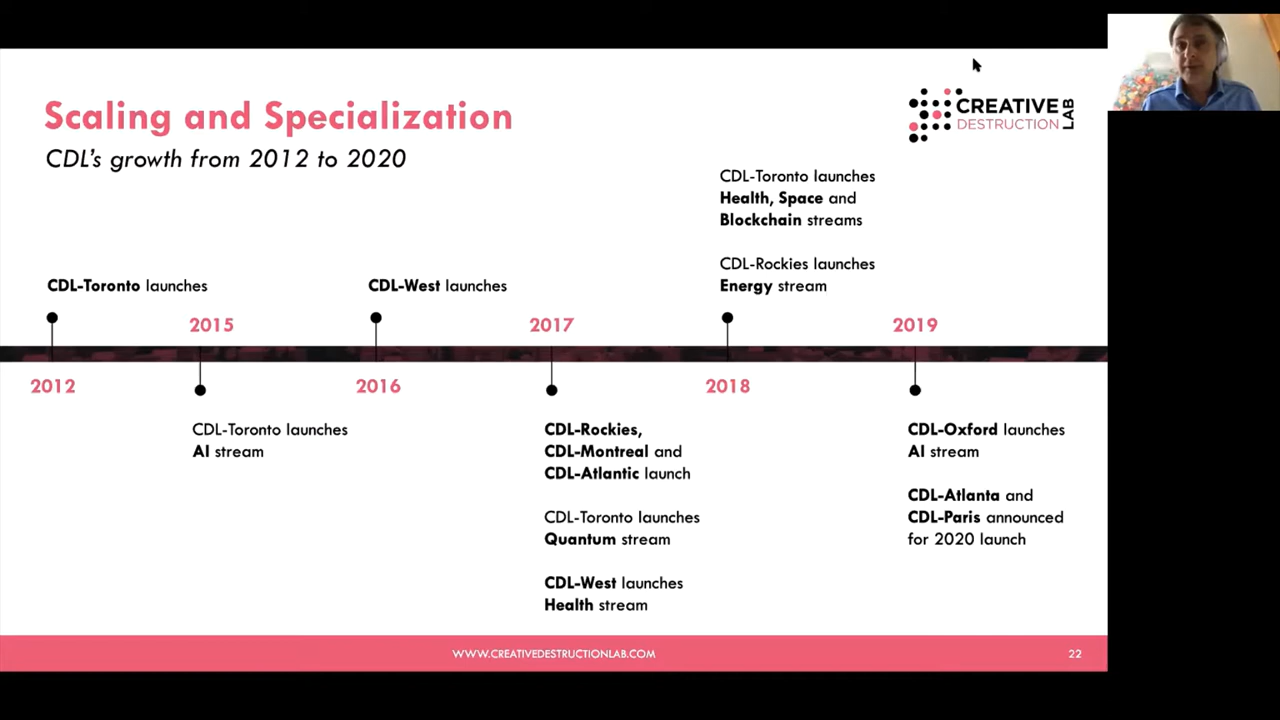 Scaling and Specialization
CDL's growth from 2012 to 2020
CREATIVE
DESTRUCTION
LAB
CDL-Toronto launches
Health, Space and
Blockchain streams
CDL-Rockies launches
Energy stream
CDL-Toronto launches
CDL-West launches
2015
2017
2019
2012
2016
2018
CDL-Toronto launches
AI stream
CDL-Rockies,
CDL-Montreal and
CDL-Atlantic launch
CDL-Toronto launches
Quantum stream
CDL-West launches
Health stream
CDL-Oxford launches
AI stream
CDL-Atlanta and
CDL-Paris announced
for 2020 launch
WWW.CREATIVEDESTRUCTIONLAB.COM
22